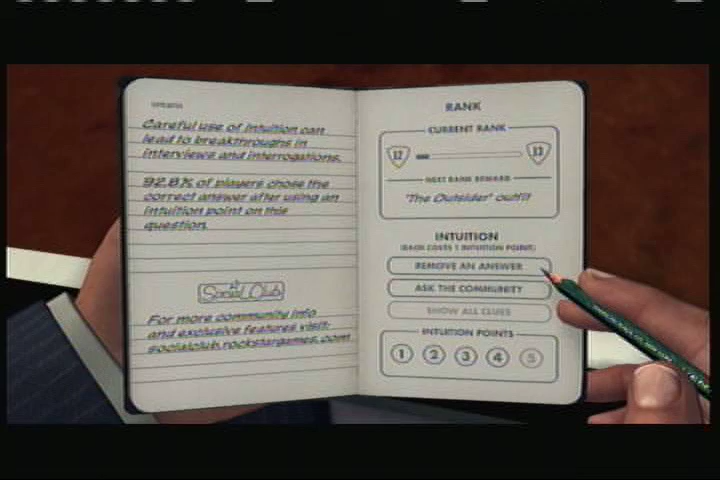 INTUITION
Careful use of Intuition can
lead to breakthroughs in
interviews and interrogations.
92.8% of players chose the
correct answer after using an
intuition point on this
question.
Social Club
For more community info
and exclusive features visit:
socialclub.rockstargames.com
RANK
CURRENT RANK
12
13
NEXT RANK REWARD
"The Outsider" outfit
INTUITION
(EACH COSTS 1 INTUITION POINT)
REMOVE AN ANSWER
ASK THE COMMUNITY
SHOW ALL CLUES
INTUITION POINTS
1 2 3 4 5